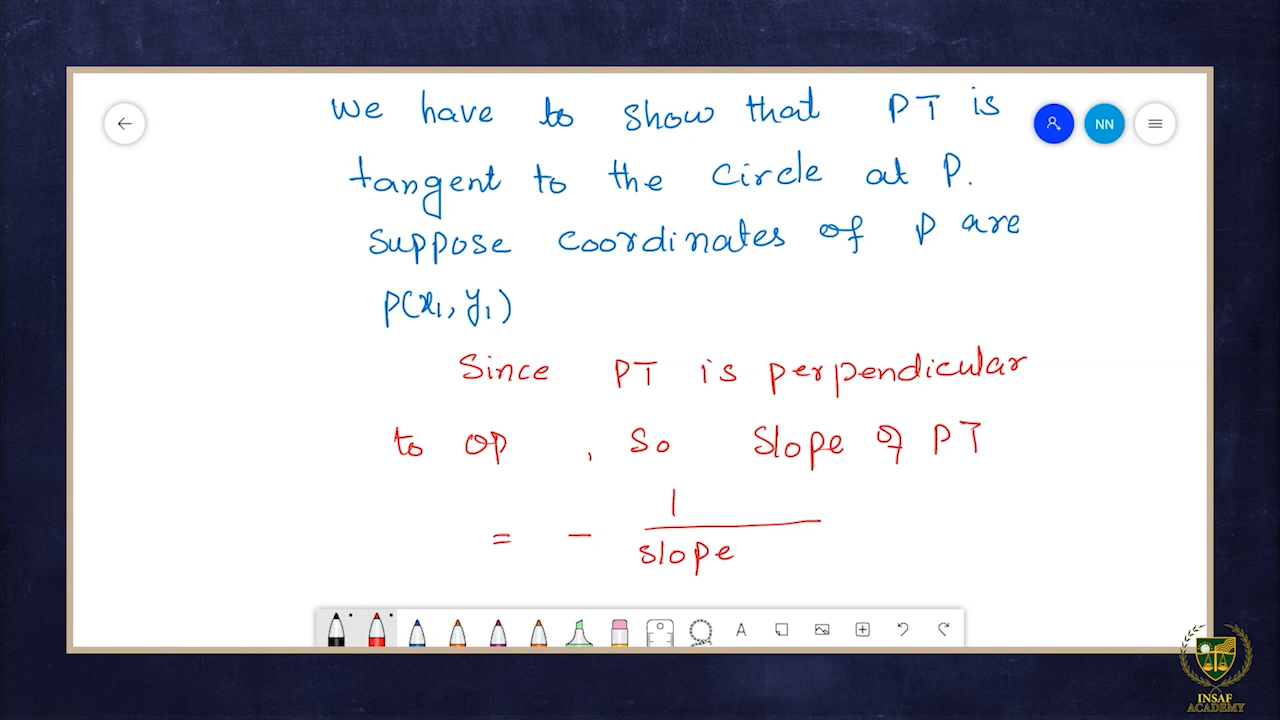 we have to show that PT is
NN
tangent to the circle at P.
suppose coordinates of P are
P(x₁, y₁)
Since PT is perpendicular
to OP , so slope of PT
= - 1
slope
A
INSAF
ACADEMY